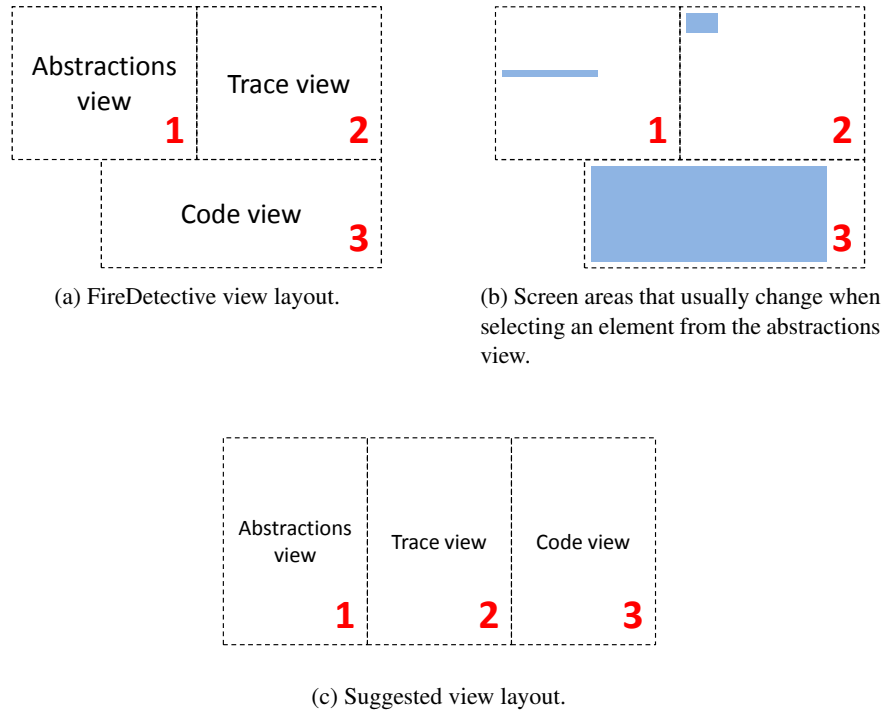 Abstractions
view
1
Trace view
2
Code view
3
(a) FireDetective view layout.
1
2
3
(b) Screen areas that usually change when
selecting an element from the abstractions
view.
Abstractions
view
1
Trace view
2
Code view
3
(c) Suggested view layout.